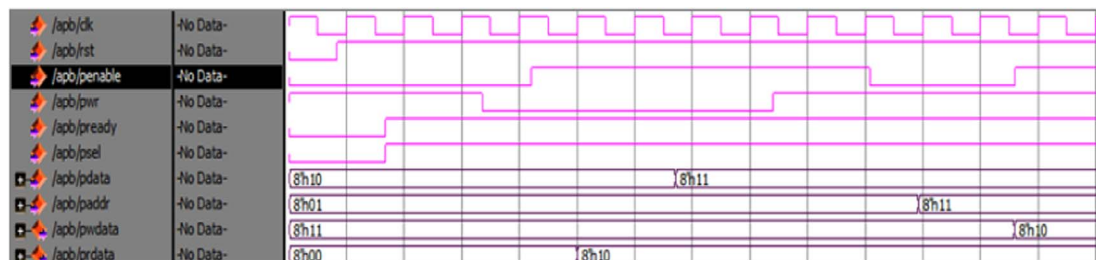 /apb/clk -No Data-
/apb/rst -No Data-
/apb/penable -No Data-
/apb/pwr -No Data-
/apb/pready -No Data-
/apb/psel -No Data-
/apb/pdata -No Data- 8'h10 8'h11
/apb/paddr -No Data- 8'h01 8'h11
/apb/pwdata -No Data- 8'h11 8'h10
/apb/prdata -No Data- 8'h00 8'h10